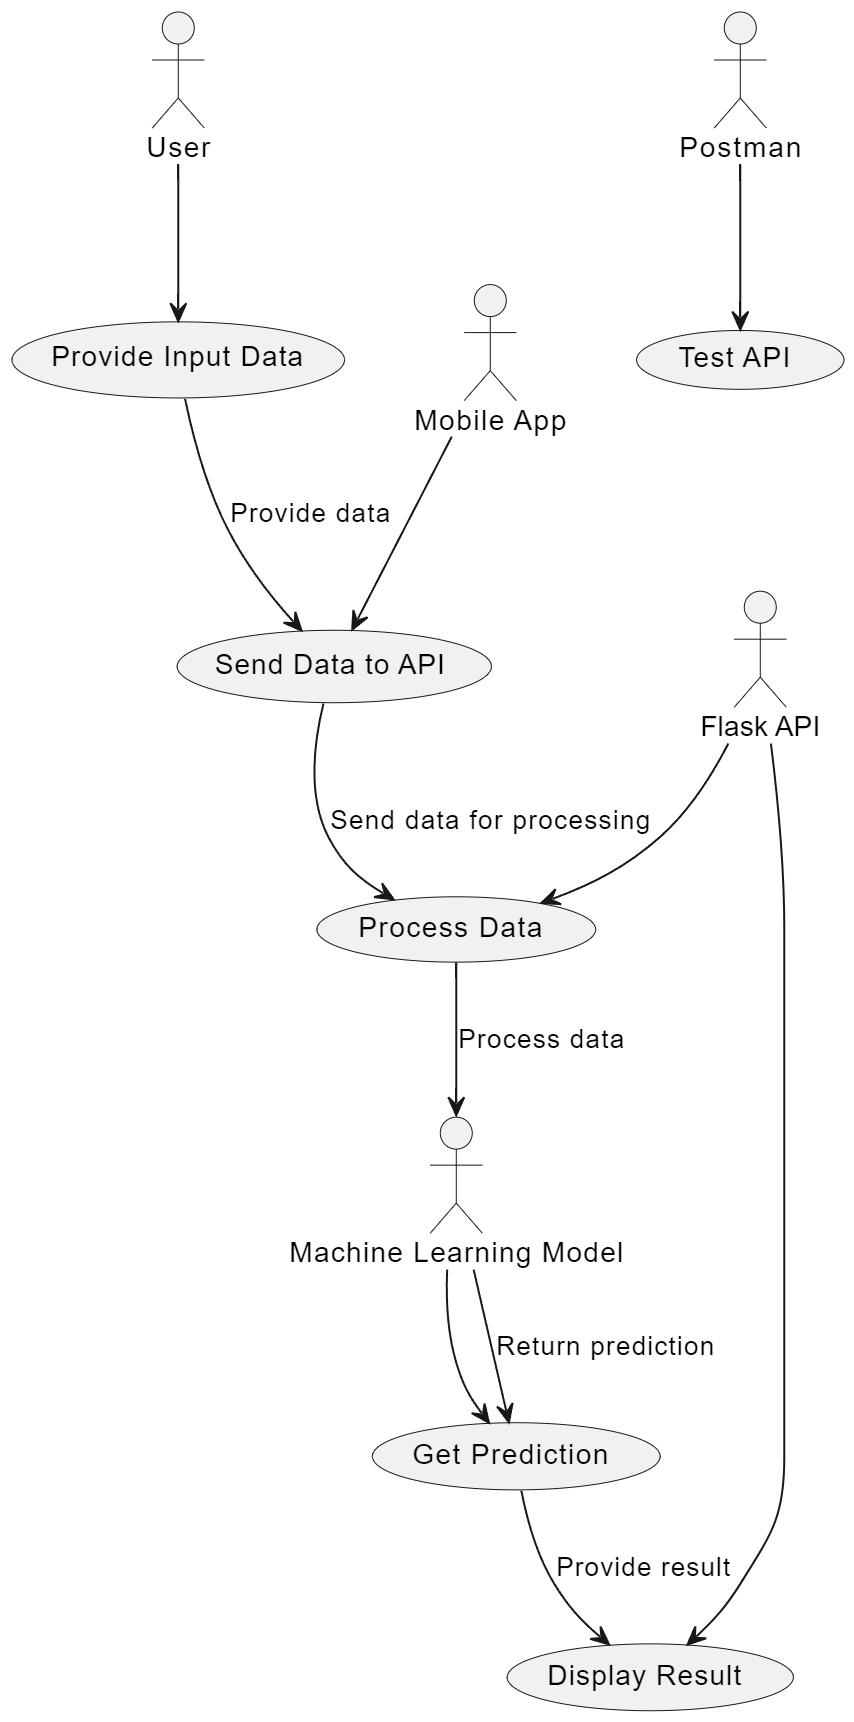 User
Postman
Provide Input Data
Test API
Mobile App
Provide data
Send Data to API
Flask API
Send data for processing
Process Data
Process data
Machine Learning Model
Return prediction
Get Prediction
Provide result
Display Result